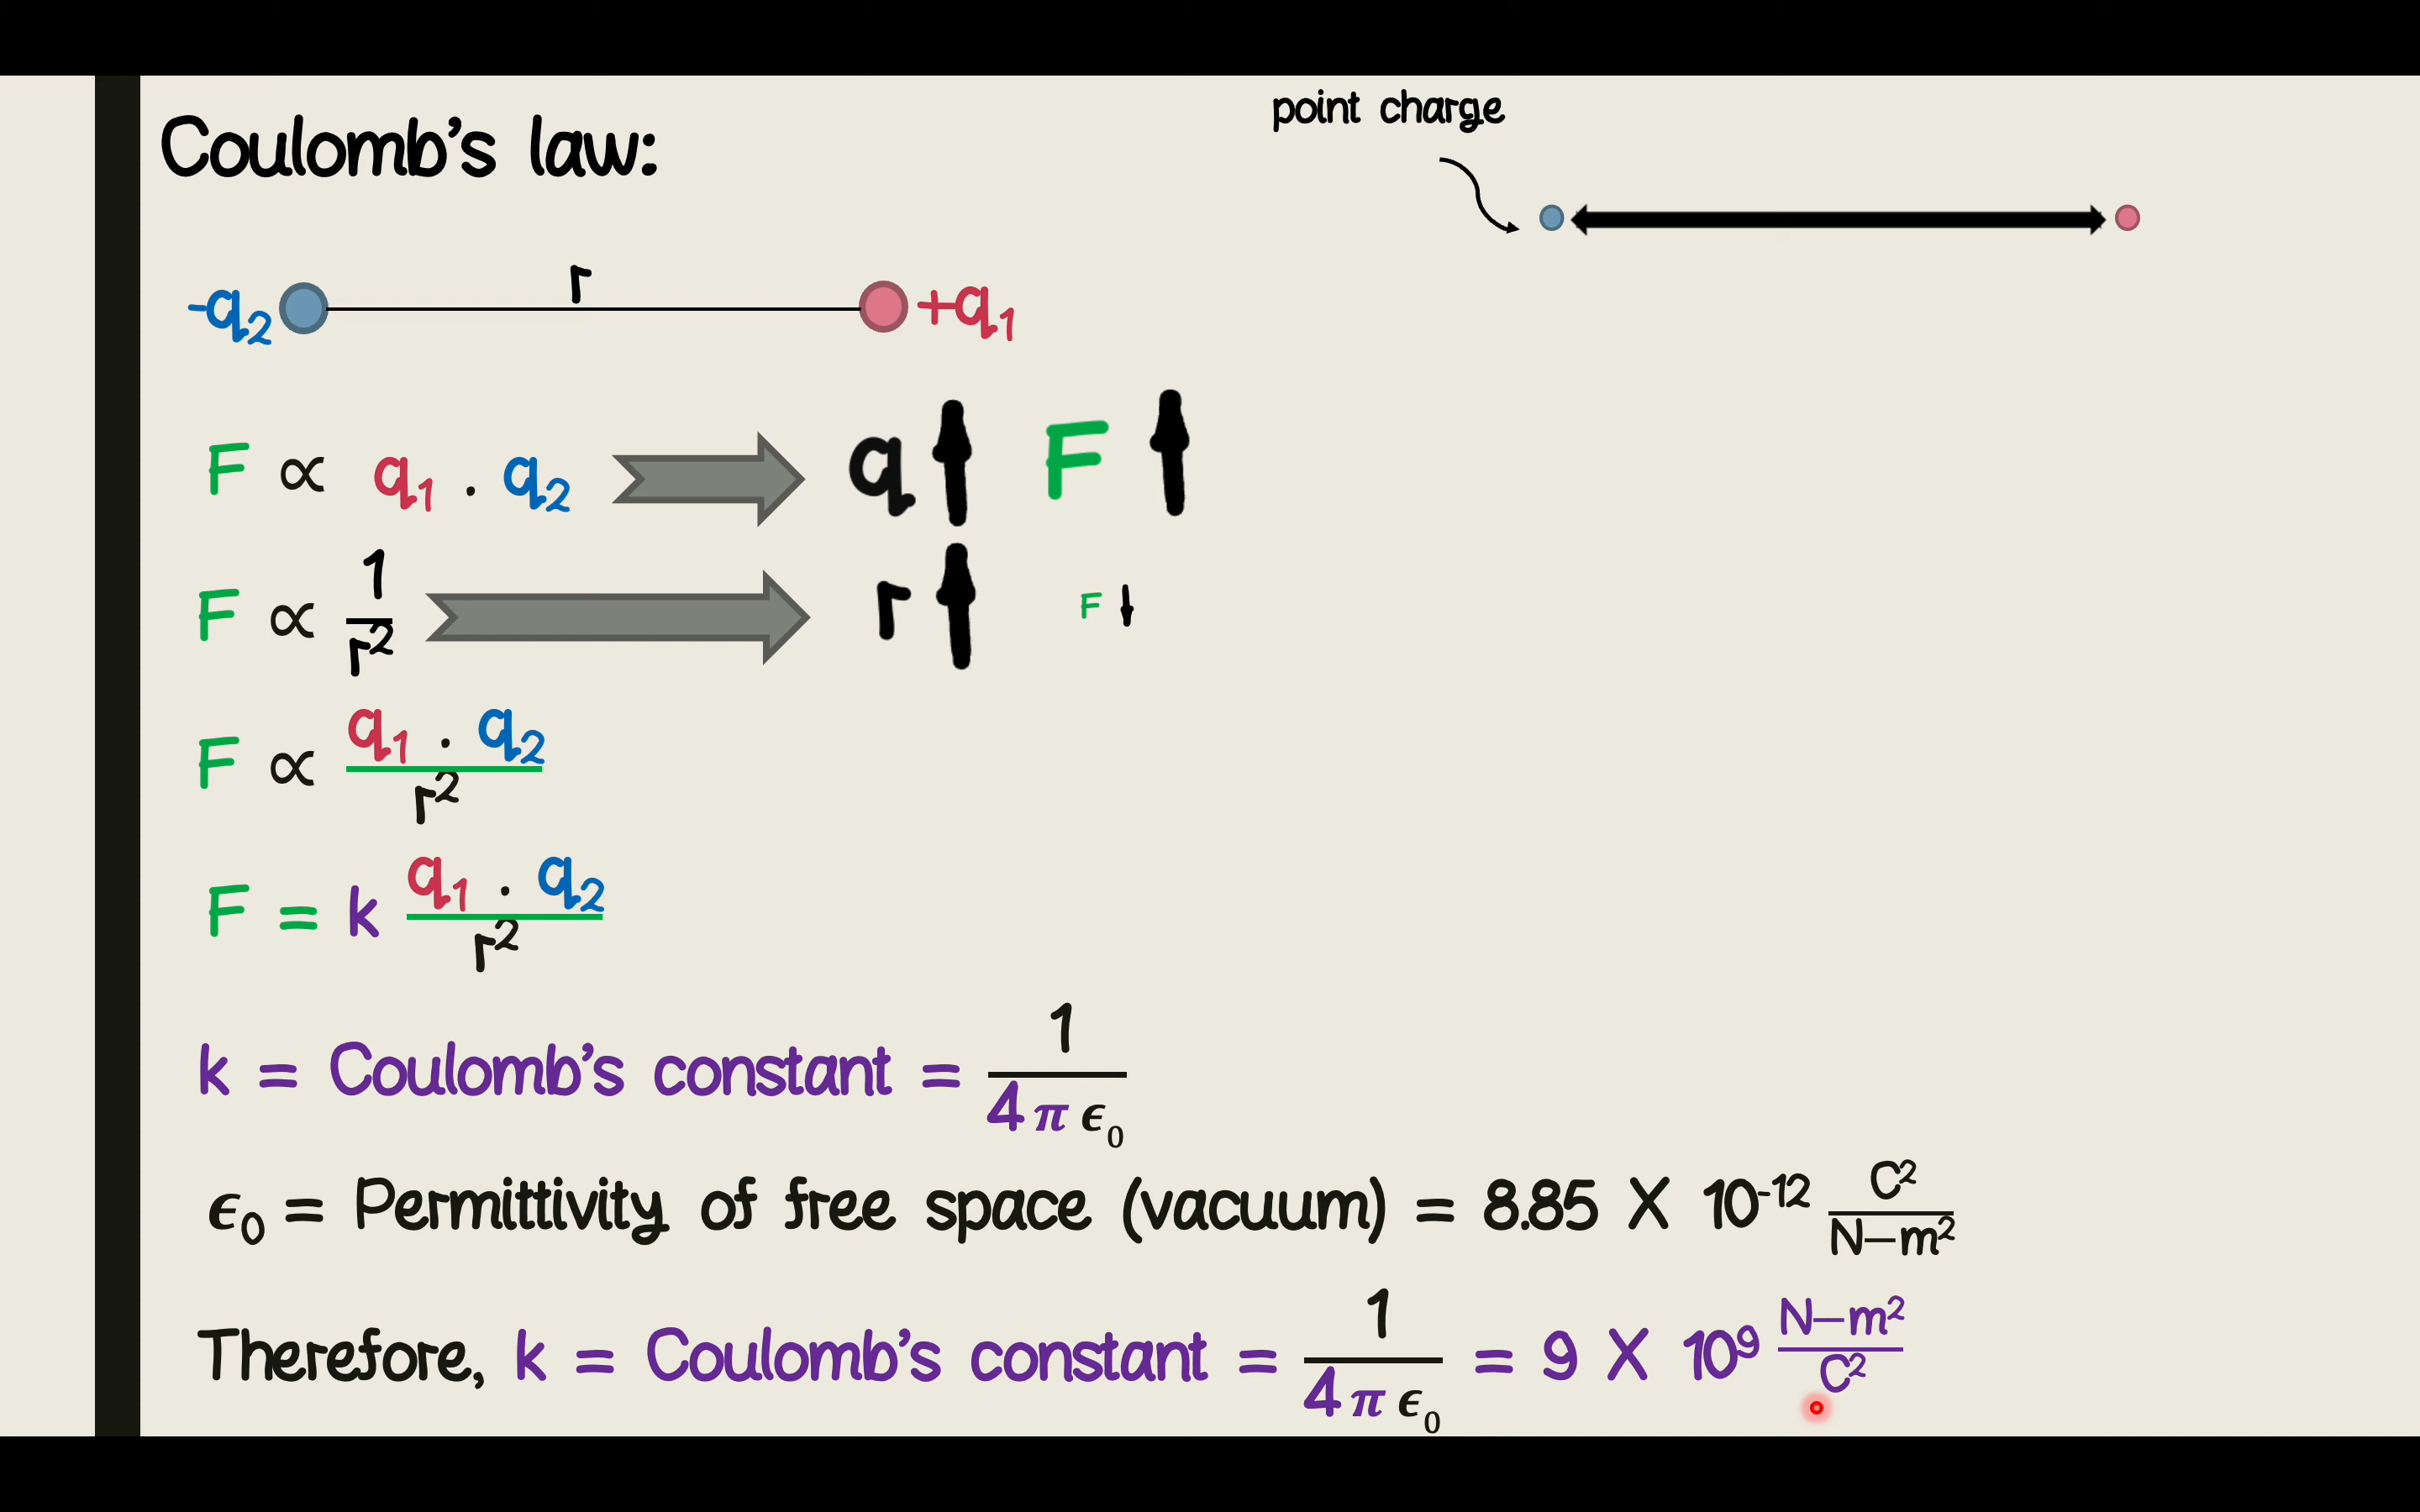 Coulomb's law:
point charge
-q₂ r +q₁
F ∝ q₁ . q₂ q F
F ∝ 1/r² r F
F ∝ q₁ . q₂/r²
F = k q₁ . q₂/r²
k = Coulomb's constant = 1/4 π ϵ₀
ϵ₀ = Permittivity of free space (vacuum) = 8.85 X 10⁻¹² C²/N–m²
Therefore, k = Coulomb's constant = 1/4 π ϵ₀ = 9 X 10⁹ N–m²/C²